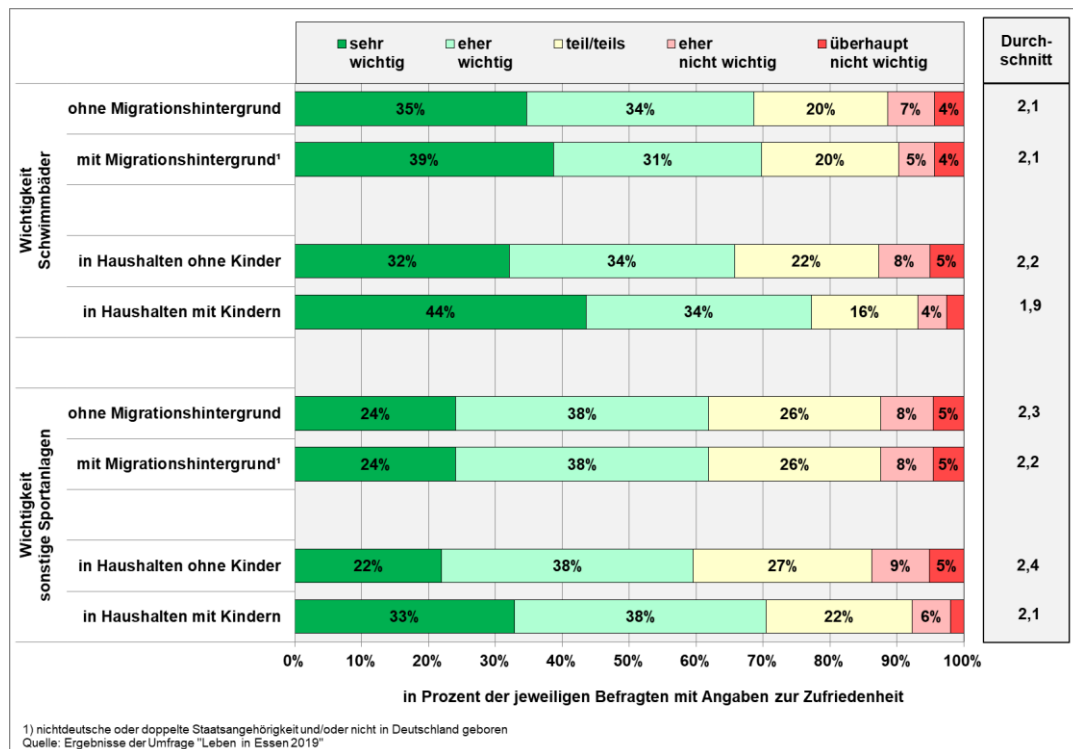 sehr wichtig
eher wichtig
teil/teils
eher nicht wichtig
überhaupt nicht wichtig
Durch-
schnitt
Wichtigkeit
Schwimmbäder
ohne Migrationshintergrund 35% 34% 20% 7% 4% 2,1
mit Migrationshintergrund¹ 39% 31% 20% 5% 4% 2,1
in Haushalten ohne Kinder 32% 34% 22% 8% 5% 2,2
in Haushalten mit Kindern 44% 34% 16% 4% 1,9
Wichtigkeit
sonstige Sportanlagen
ohne Migrationshintergrund 24% 38% 26% 8% 5% 2,3
mit Migrationshintergrund¹ 24% 38% 26% 8% 5% 2,2
in Haushalten ohne Kinder 22% 38% 27% 9% 5% 2,4
in Haushalten mit Kindern 33% 38% 22% 6% 2,1
0% 10% 20% 30% 40% 50% 60% 70% 80% 90% 100%
in Prozent der jeweiligen Befragten mit Angaben zur Zufriedenheit
1) nichtdeutsche oder doppelte Staatsangehörigkeit und/oder nicht in Deutschland geboren
Quelle: Ergebnisse der Umfrage "Leben in Essen 2019"